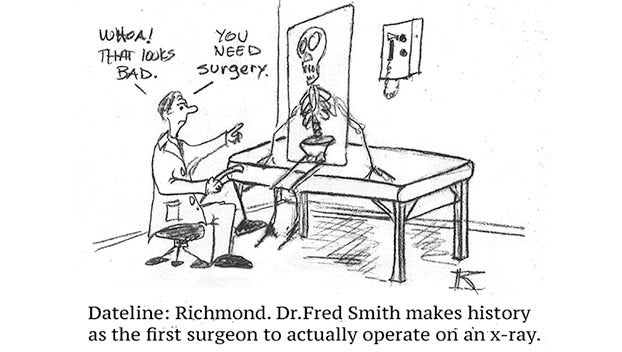 WHOA!
THAT LOOKS
BAD.
YOU
NEED
Surgery.
K
Dateline: Richmond. Dr.Fred Smith makes history
as the first surgeon to actually operate on an x-ray.